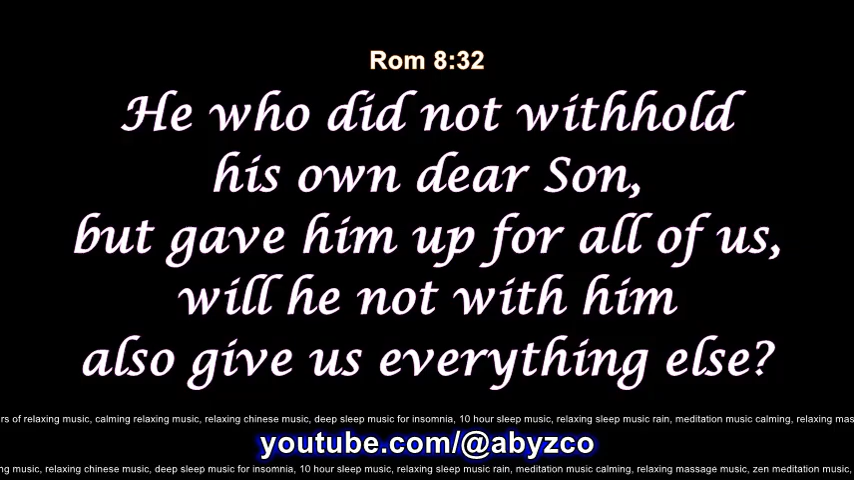 Rom 8:32
He who did not withhold
his own dear Son,
but gave him up for all of us,
will he not with him
also give us everything else?
rs of relaxing music, calming relaxing music, relaxing chinese music, deep sleep music for insomnia, 10 hour sleep music, relaxing sleep music rain, meditation music calming, relaxing mas
youtube.com/@abyzco
ng music, relaxing chinese music, deep sleep music for insomnia, 10 hour sleep music, relaxing sleep music rain, meditation music calming, relaxing massage music, zen meditation music,